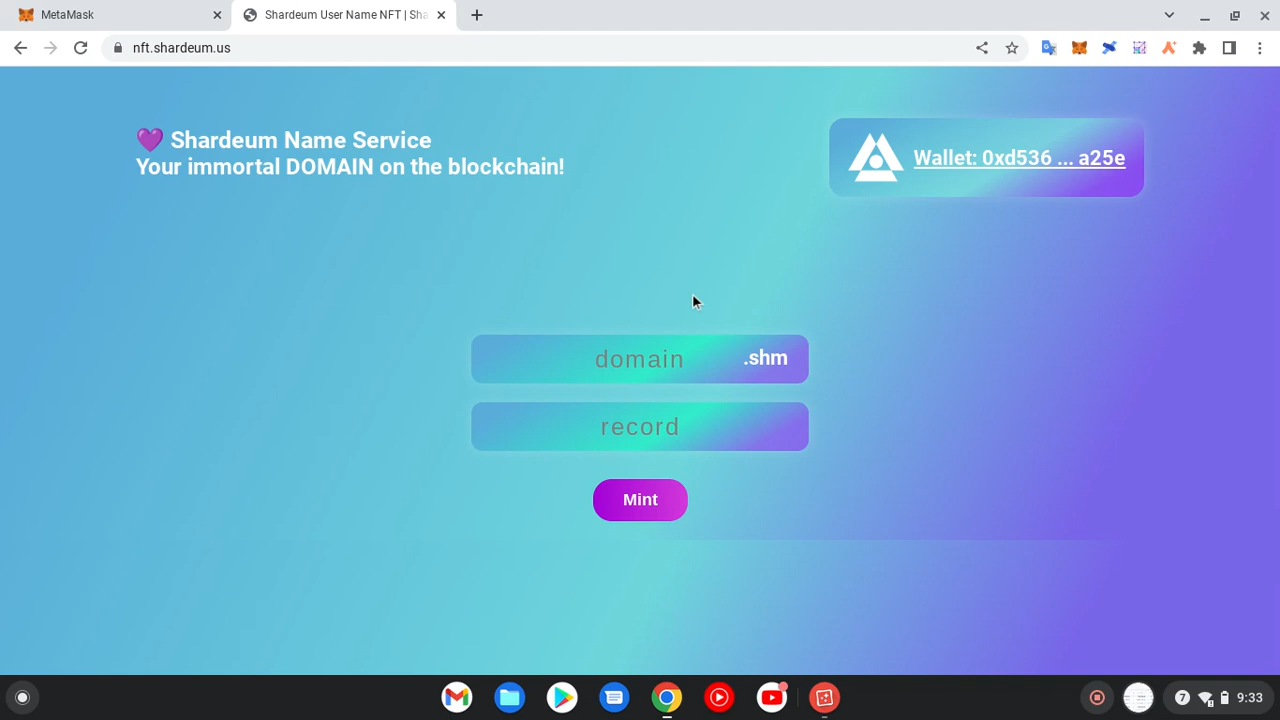 MetaMask
Shardeum User Name NFT | Sha
nft.shardeum.us
💜 Shardeum Name Service
Your immortal DOMAIN on the blockchain!
Wallet: 0xd536 ... a25e
domain
.shm
record
Mint
7
9:33